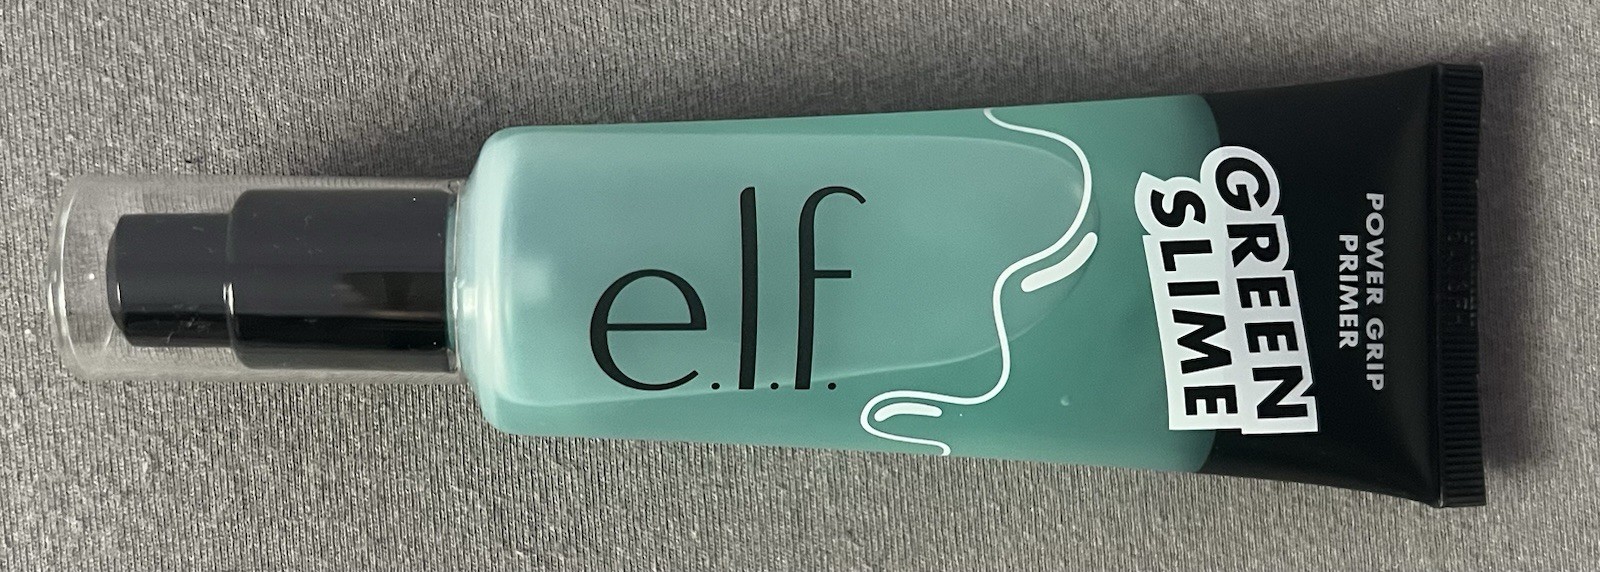 POWER GRIP
PRIMER
GREEN
SLIME
e.l.f.